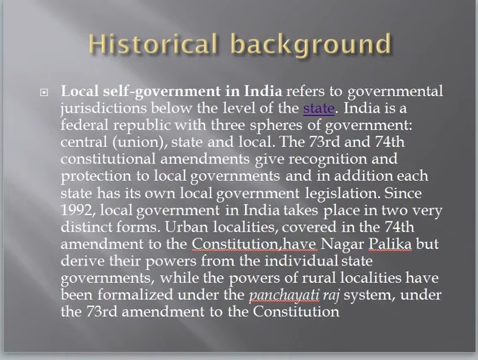 Historical background
Local self-government in India refers to governmental
jurisdictions below the level of the state. India is a
federal republic with three spheres of government:
central (union), state and local. The 73rd and 74th
constitutional amendments give recognition and
protection to local governments and in addition each
state has its own local government legislation. Since
1992, local government in India takes place in two very
distinct forms. Urban localities, covered in the 74th
amendment to the Constitution,have Nagar Palika but
derive their powers from the individual state
governments, while the powers of rural localities have
been formalized under the panchayati raj system, under
the 73rd amendment to the Constitution